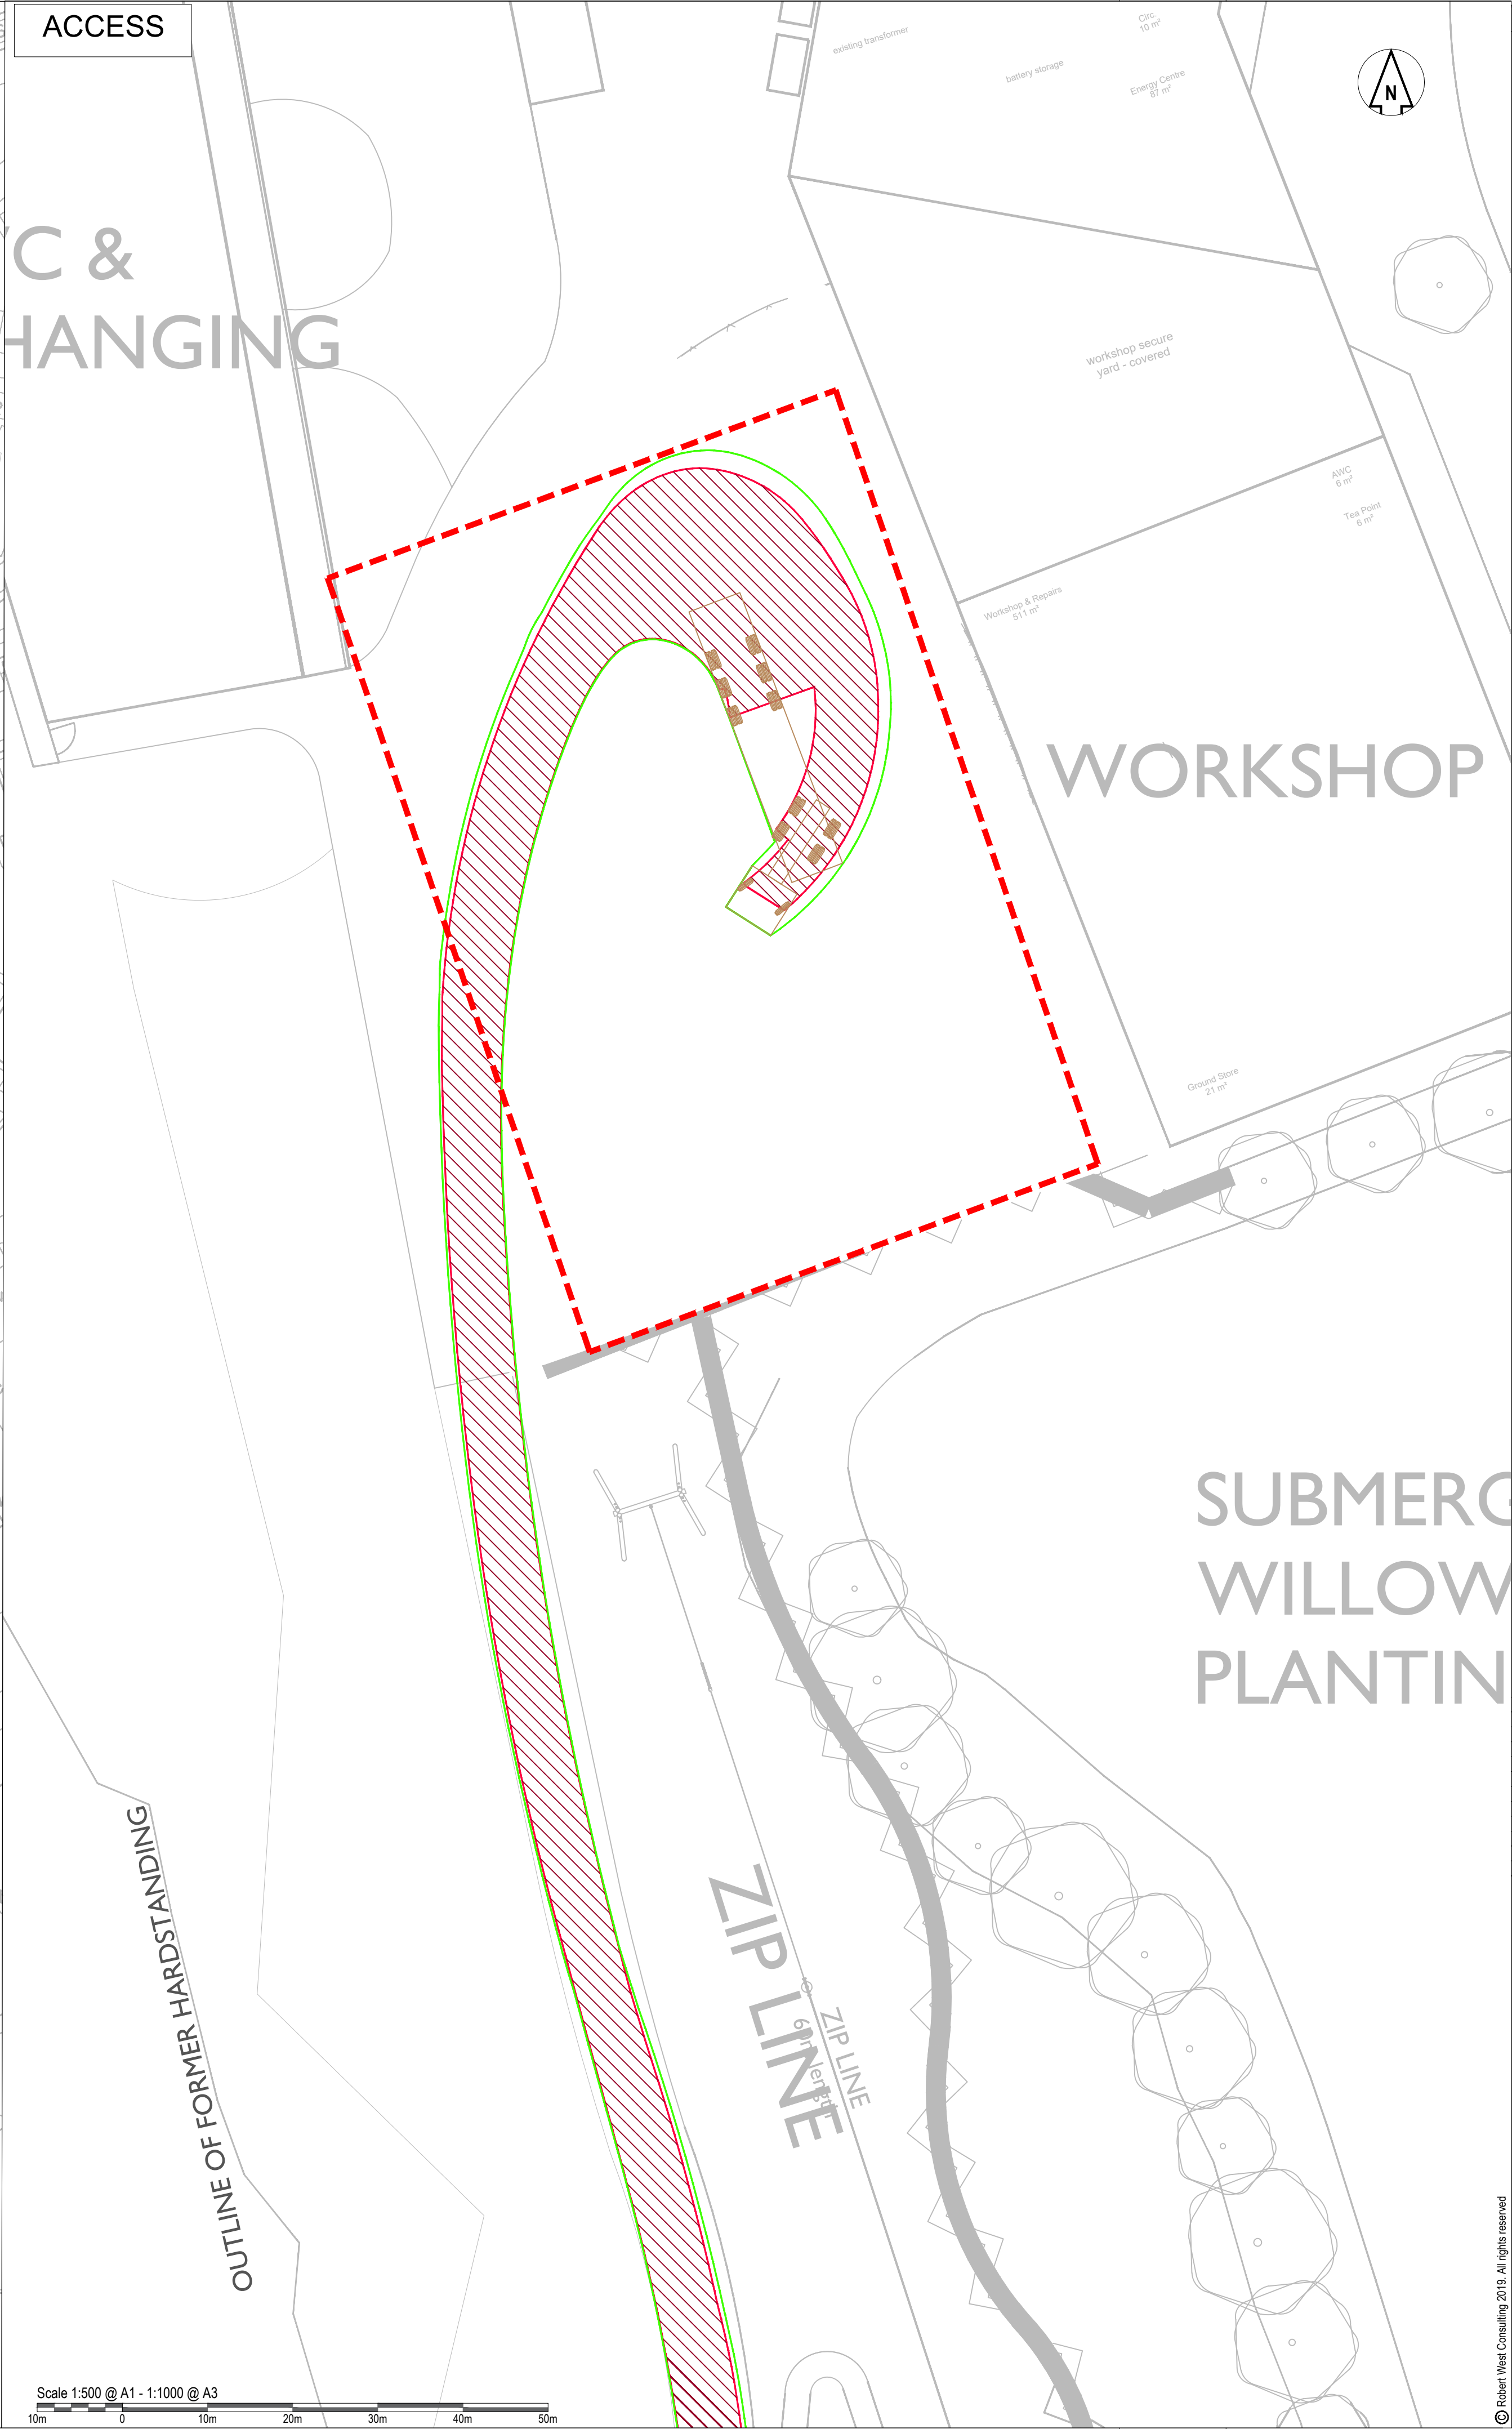 ACCESS
existing transformer
battery storage
Circ.
10 m²
Energy Centre
87 m²
N
C &
HANGING
workshop secure
yard - covered
AWC
6 m²
Tea Point
6 m²
Workshop & Repairs
511 m²
WORKSHOP
Ground Store
21 m²
SUBMERG
WILLOW
PLANTIN
OUTLINE OF FORMER HARDSTANDING
ZIP LINE
ZIP LINE
60m length
Scale 1:500 @ A1 - 1:1000 @ A3
10m 0 10m 20m 30m 40m 50m
© Robert West Consulting 2019. All rights reserved